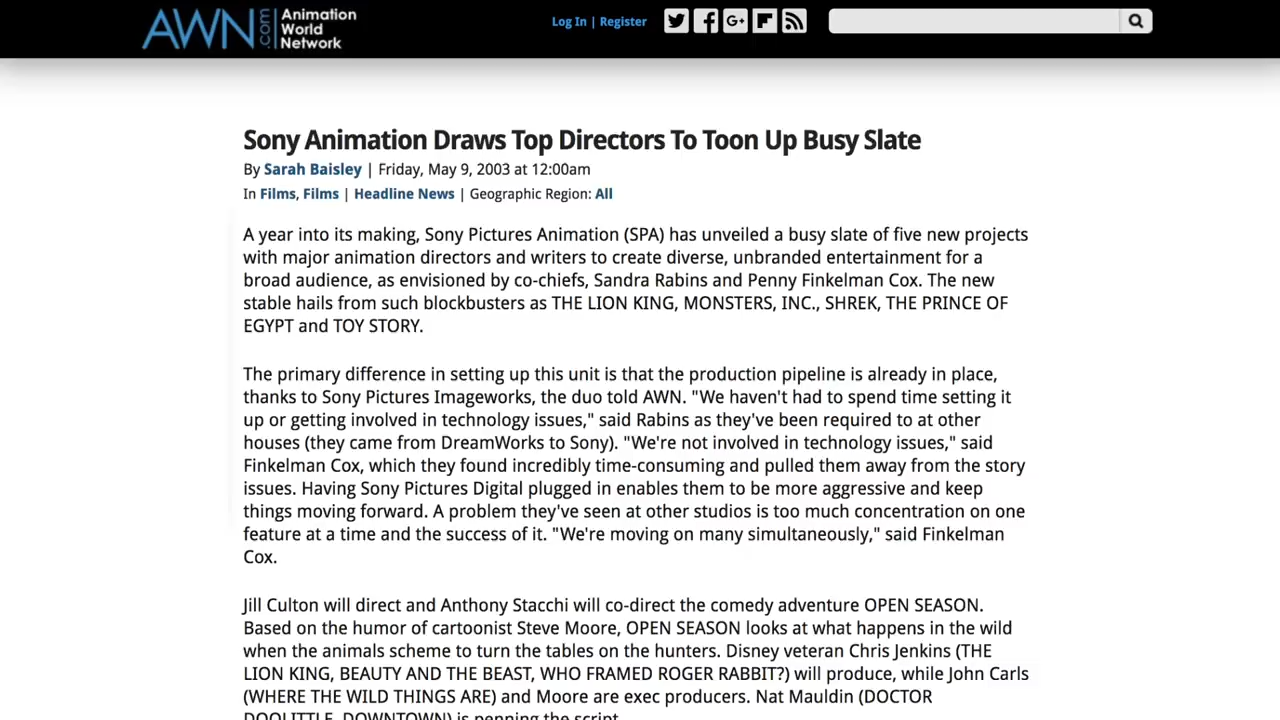 AWN.com
Animation
World
Network
Log In | Register
Sony Animation Draws Top Directors To Toon Up Busy Slate
By Sarah Baisley | Friday, May 9, 2003 at 12:00am
In Films, Films | Headline News | Geographic Region: All
A year into its making, Sony Pictures Animation (SPA) has unveiled a busy slate of five new projects
with major animation directors and writers to create diverse, unbranded entertainment for a
broad audience, as envisioned by co-chiefs, Sandra Rabins and Penny Finkelman Cox. The new
stable hails from such blockbusters as THE LION KING, MONSTERS, INC., SHREK, THE PRINCE OF
EGYPT and TOY STORY.
The primary difference in setting up this unit is that the production pipeline is already in place,
thanks to Sony Pictures Imageworks, the duo told AWN. "We haven't had to spend time setting it
up or getting involved in technology issues," said Rabins as they've been required to at other
houses (they came from DreamWorks to Sony). "We're not involved in technology issues," said
Finkelman Cox, which they found incredibly time-consuming and pulled them away from the story
issues. Having Sony Pictures Digital plugged in enables them to be more aggressive and keep
things moving forward. A problem they've seen at other studios is too much concentration on one
feature at a time and the success of it. "We're moving on many simultaneously," said Finkelman
Cox.
Jill Culton will direct and Anthony Stacchi will co-direct the comedy adventure OPEN SEASON.
Based on the humor of cartoonist Steve Moore, OPEN SEASON looks at what happens in the wild
when the animals scheme to turn the tables on the hunters. Disney veteran Chris Jenkins (THE
LION KING, BEAUTY AND THE BEAST, WHO FRAMED ROGER RABBIT?) will produce, while John Carls
(WHERE THE WILD THINGS ARE) and Moore are exec producers. Nat Mauldin (DOCTOR
DOOLITTLE, DOWNTOWN) is penning the script.